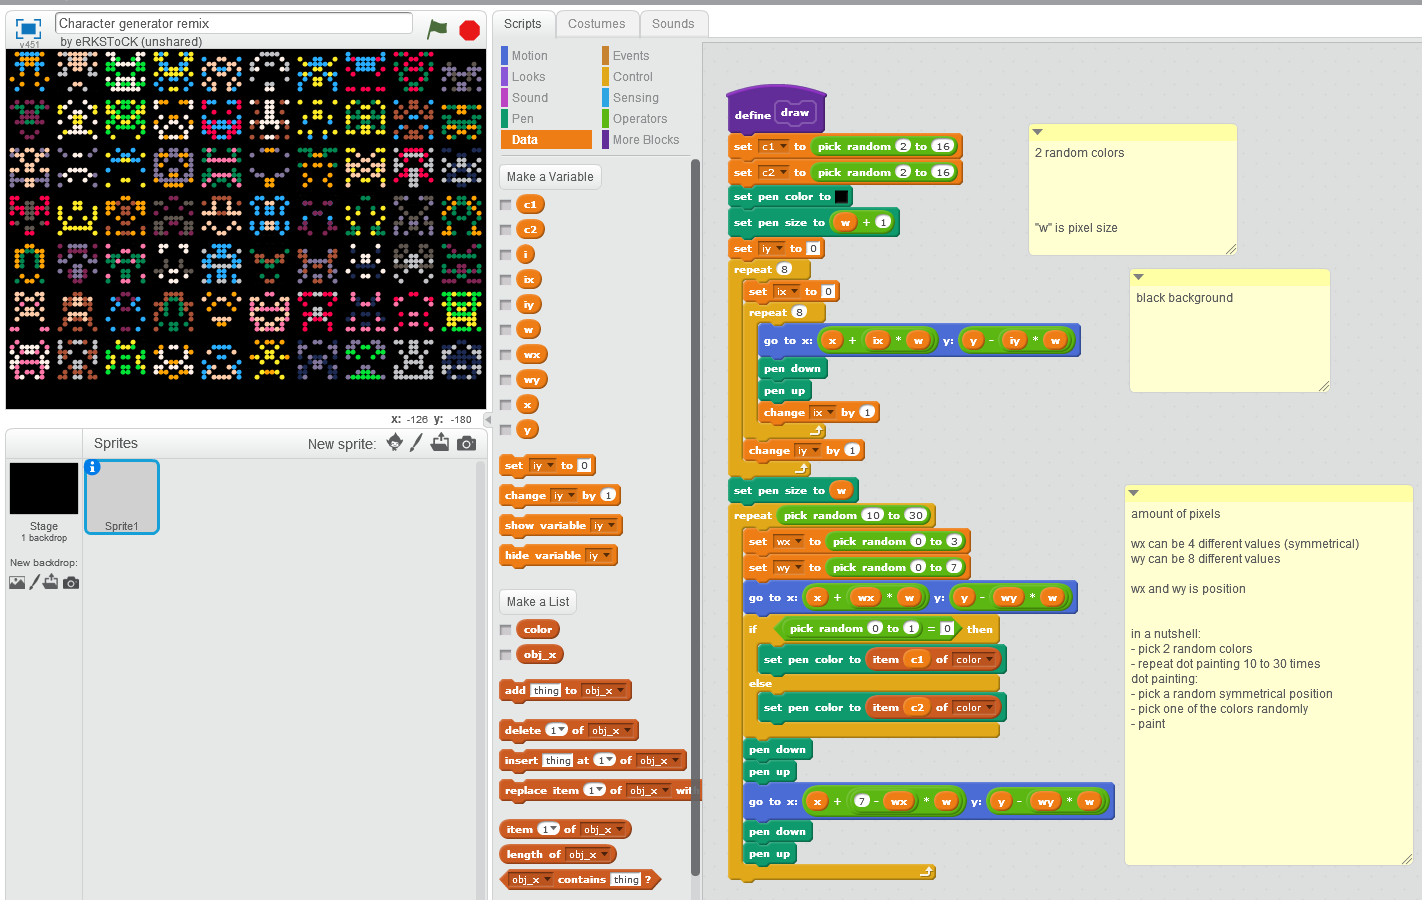 Character generator remix
by eRKSToCK (unshared)
v451
x: -126 y: -180
Sprites
New sprite:
Stage
1 backdrop
New backdrop:
Sprite1
Scripts
Costumes
Sounds
Motion
Looks
Sound
Pen
Data
Events
Control
Sensing
Operators
More Blocks
Make a Variable
c1
c2
i
ix
iy
w
wx
wy
x
y
set iy to 0
change iy by 1
show variable iy
hide variable iy
Make a List
color
obj_x
add thing to obj_x
delete 1 of obj_x
insert thing at 1 of obj_x
replace item 1 of obj_x wit
item 1 of obj_x
length of obj_x
obj_x contains thing ?
define draw
set c1 to pick random 2 to 16
set c2 to pick random 2 to 16
set pen color to
set pen size to w + 1
set iy to 0
repeat 8
set ix to 0
repeat 8
go to x: x + ix * w y: y - iy * w
pen down
pen up
change ix by 1
change iy by 1
set pen size to w
repeat pick random 10 to 30
set wx to pick random 0 to 3
set wy to pick random 0 to 7
go to x: x + wx * w y: y - wy * w
if pick random 0 to 1 = 0 then
set pen color to item c1 of color
else
set pen color to item c2 of color
pen down
pen up
go to x: x + 7 - wx * w y: y - wy * w
pen down
pen up
2 random colors
"w" is pixel size
black background
amount of pixels
wx can be 4 different values (symmetrical)
wy can be 8 different values
wx and wy is position
in a nutshell:
- pick 2 random colors
- repeat dot painting 10 to 30 times
dot painting:
- pick a random symmetrical position
- pick one of the colors randomly
- paint